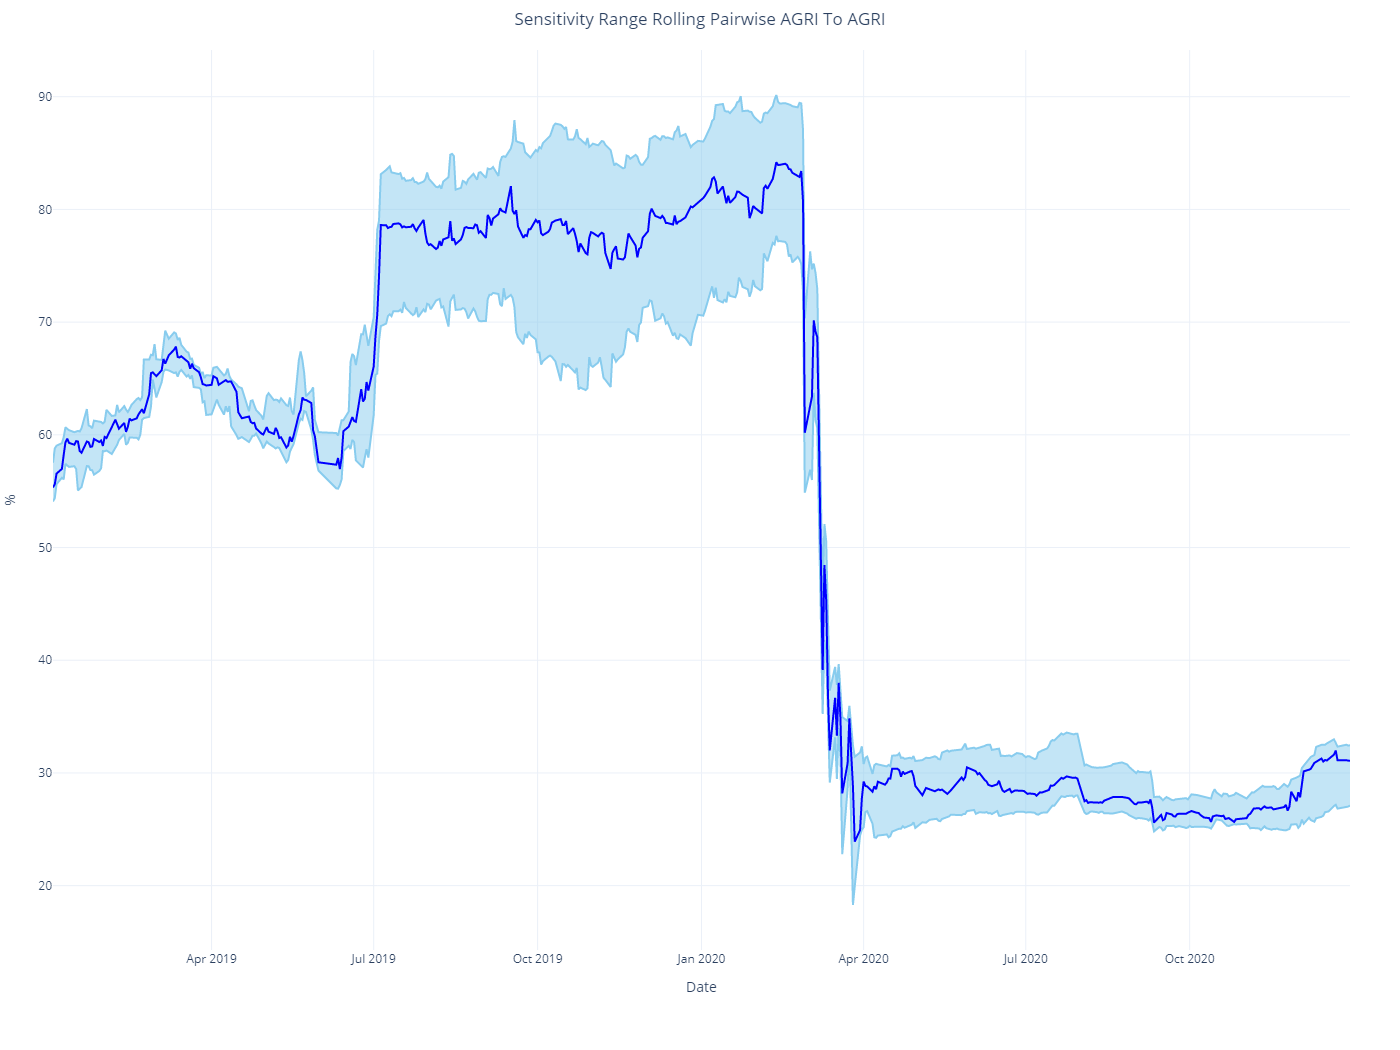 Sensitivity Range Rolling Pairwise AGRI To AGRI
90
80
70
60
50
40
30
20
%
Apr 2019
Jul 2019
Oct 2019
Jan 2020
Apr 2020
Jul 2020
Oct 2020
Date